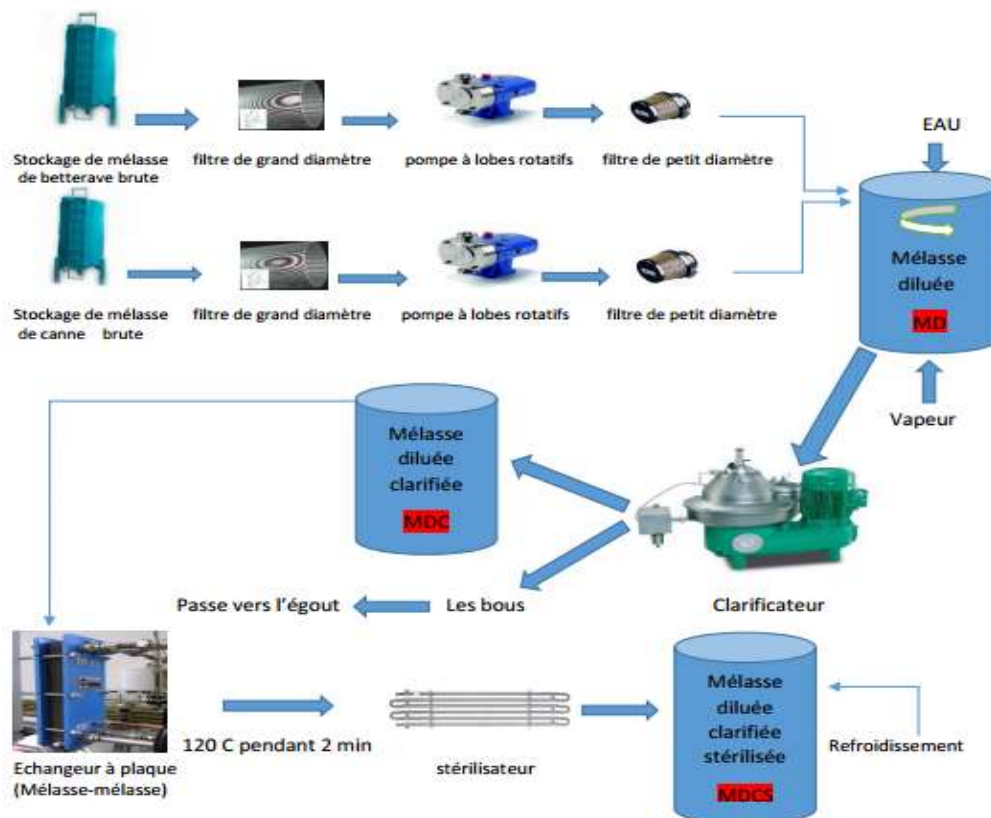 EAU
Stockage de mélasse
de betterave brute
filtre de grand diamètre
pompe à lobes rotatifs
filtre de petit diamètre
Mélasse
diluée
MD
Stockage de mélasse
de canne brute
filtre de grand diamètre
pompe à lobes rotatifs
filtre de petit diamètre
Vapeur
Mélasse
diluée
clarifiée
MDC
Passe vers l'égout
Les bous
Clarificateur
120 C pendant 2 min
Echangeur à plaque
(Mélasse-mélasse)
stérilisateur
Mélasse
diluée
clarifiée
stérilisée
MDCS
Refroïdissement